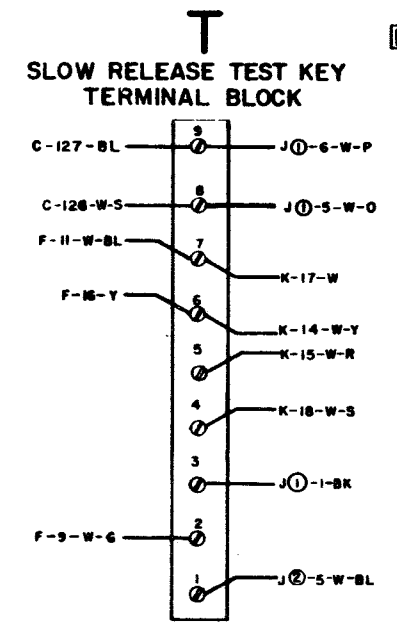 T
SLOW RELEASE TEST KEY
TERMINAL BLOCK
C-127-BL 9 J①-6-W-P
C-126-W-S 8 J①-5-W-O
F-11-W-BL 7 K-17-W
F-16-Y 6 K-14-W-Y
5 K-15-W-R
4 K-18-W-S
3 J①-1-BK
F-9-W-G 2
1 J②-5-W-BL